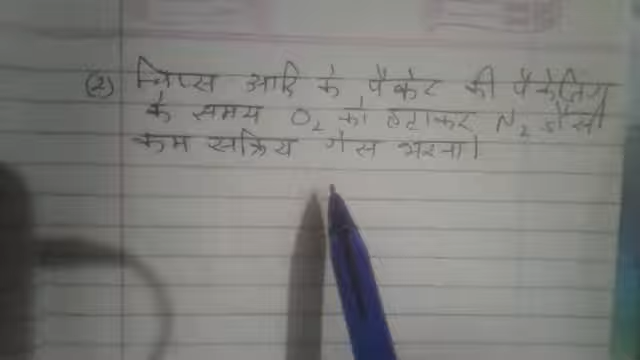 (2) चिप्स आदि के पैकेट की पैकेजिंग
के समय O₂ को हटाकर N₂ जैसी
कम सक्रिय गैस भरना।